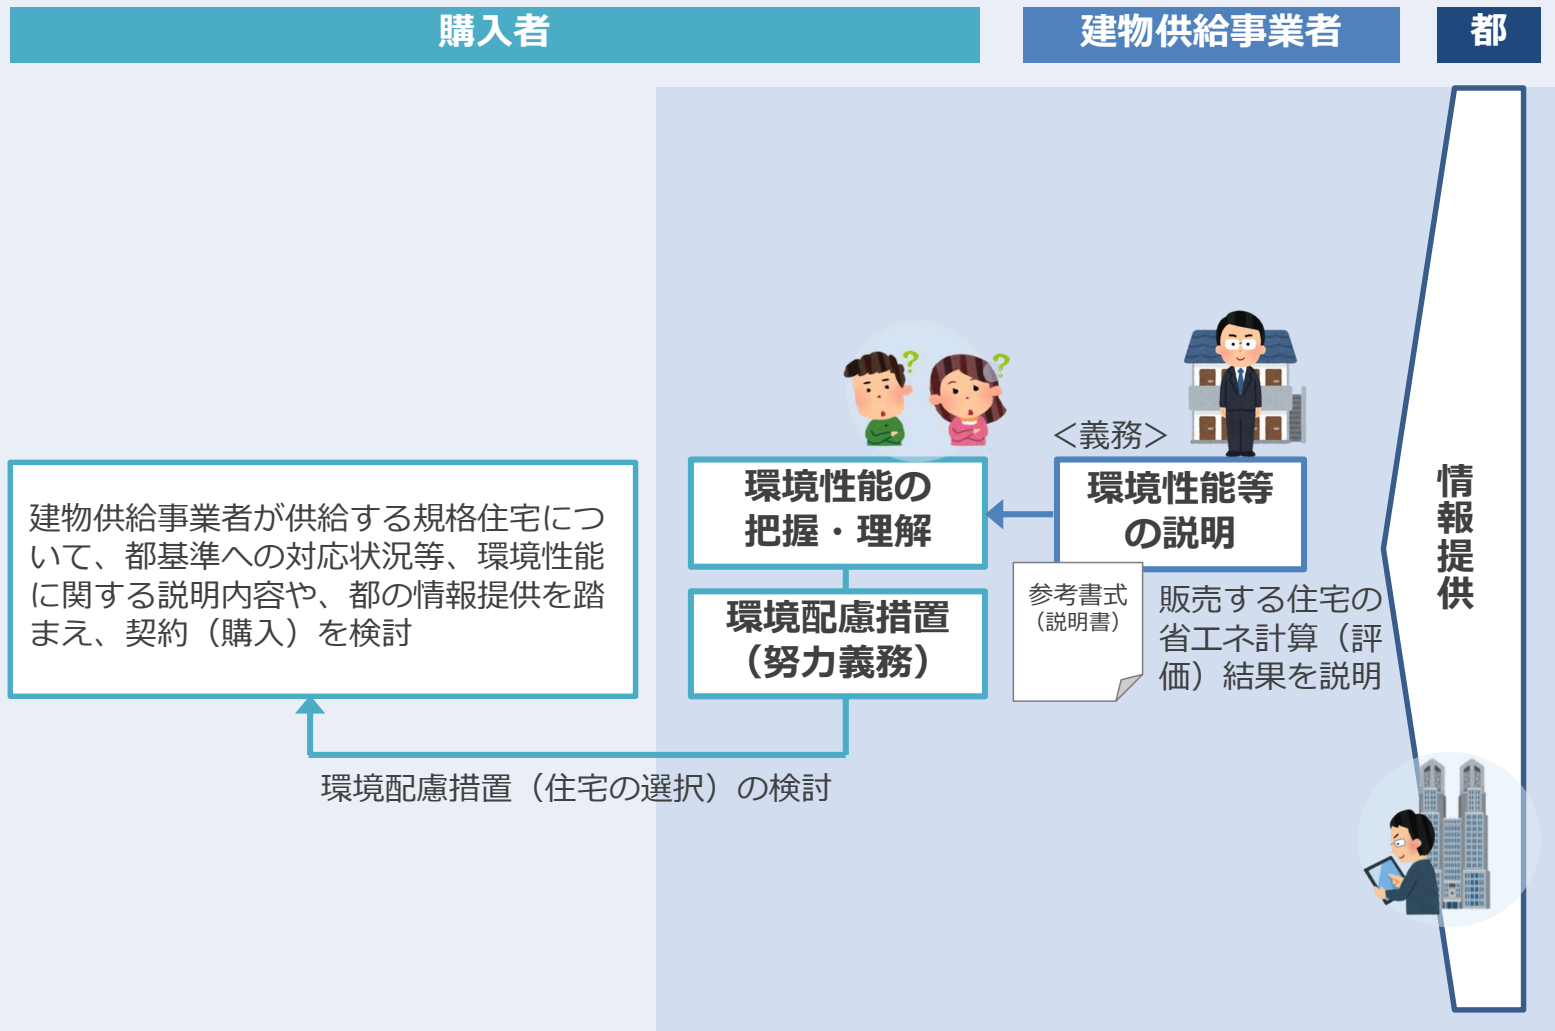 購入者
建物供給事業者
都
建物供給事業者が供給する規格住宅につ
いて、都基準への対応状況等、環境性能
に関する説明内容や、都の情報提供を踏
まえ、契約（購入）を検討
?
?
環境性能の
把握・理解
環境配慮措置
（努力義務）
環境配慮措置（住宅の選択）の検討
＜義務＞
環境性能等
の説明
参考書式
（説明書）
販売する住宅の
省エネ計算（評
価）結果を説明
情報提供